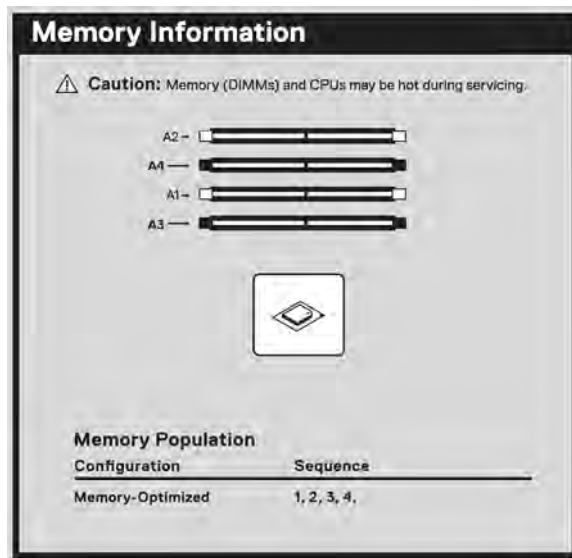 Memory Information
Caution: Memory (DIMMs) and CPUs may be hot during servicing.
A2
A4
A1
A3
Memory Population
Configuration Sequence
Memory-Optimized 1, 2, 3, 4,